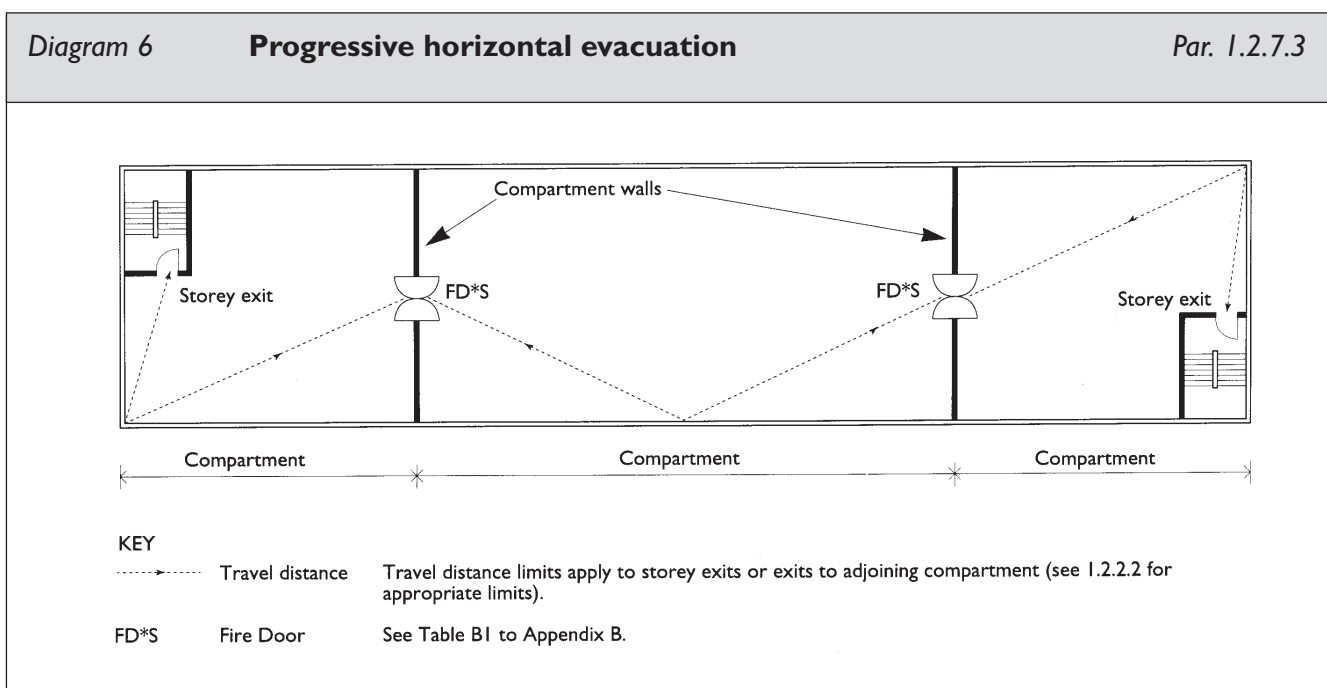 Diagram 6 Progressive horizontal evacuation Par. 1.2.7.3
Compartment walls
Storey exit
FD*S
FD*S
Storey exit
Compartment
Compartment
Compartment
KEY
Travel distance Travel distance limits apply to storey exits or exits to adjoining compartment (see 1.2.2.2 for
appropriate limits).
FD*S Fire Door See Table B1 to Appendix B.